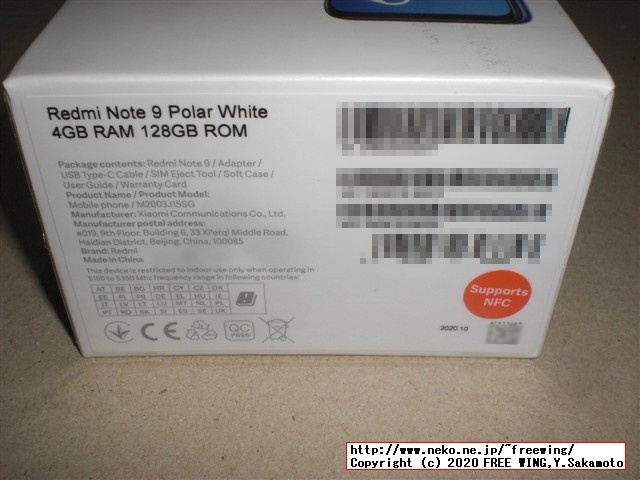 Redmi Note 9 Polar White
4GB RAM 128GB ROM
Package contents: Redmi Note 9 / Adapter /
USB Type-C Cable / SIM Eject Tool / Soft Case /
User Guide / Warranty Card
Product Name / Product Model:
Mobile phone / M2003J15SG
Manufacturer: Xiaomi Communications Co., Ltd.
Manufacturer postal address:
#019, 9th Floor, Building 6, 33 Xi'erqi Middle Road,
Haidian District, Beijing, China, 100085
Brand: Redmi
Made in China
This device is restricted to indoor use only when operating in
5150 to 5350 Mhz frequency range in following countries.
AT BE BG HR CY CZ DK
EE FI FR DE EL HU IE
IT LV LT LU MT NL PL
PT RO SK SI ES SE UK
CE
QC
PASS
Supports
NFC
2020.10
http://www.neko.ne.jp/~freewing/
Copyright (c) 2020 FREE WING,Y.Sakamoto